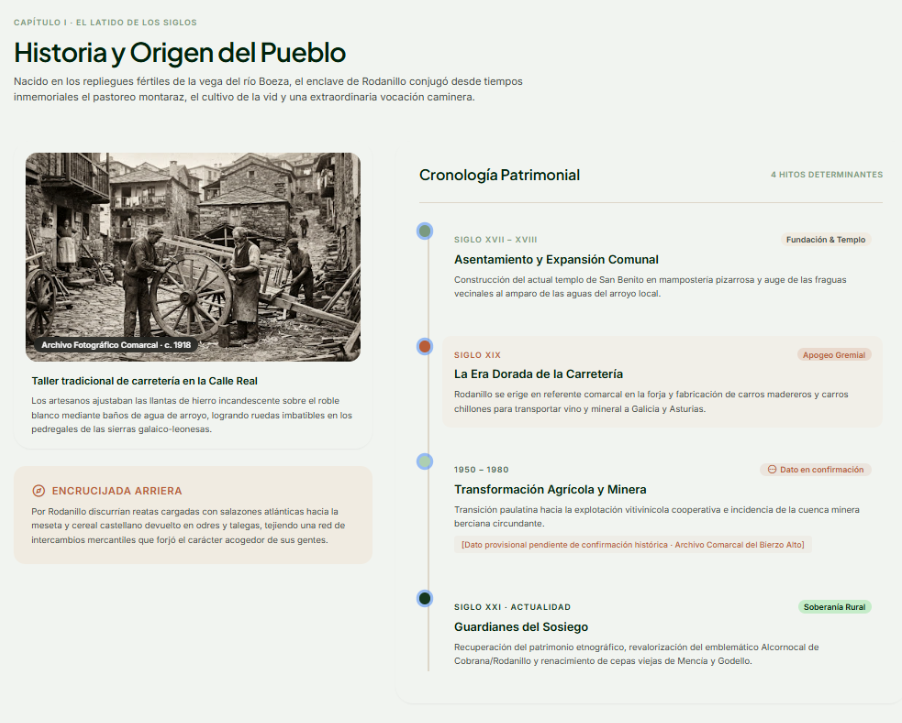 CAPÍTULO I · EL LATIDO DE LOS SIGLOS
Historia y Origen del Pueblo
Nacido en los repliegues fértiles de la vega del río Boeza, el enclave de Rodanillo conjugó desde tiempos
inmemoriales el pastoreo montaraz, el cultivo de la vid y una extraordinaria vocación caminera.
Archivo Fotográfico Comarcal · c. 1918
Taller tradicional de carretería en la Calle Real
Los artesanos ajustaban las llantas de hierro incandescente sobre el roble
blanco mediante baños de agua de arroyo, logrando ruedas imbatibles en los
pedregales de las sierras galaico-leonesas.
ENCRUCIJADA ARRIERA
Por Rodanillo discurrían reatas cargadas con salazones atlánticas hacia la
meseta y cereal castellano devuelto en odres y talegas, tejiendo una red de
intercambios mercantiles que forjó el carácter acogedor de sus gentes.
Cronología Patrimonial
4 HITOS DETERMINANTES
SIGLO XVII – XVIII
Fundación & Templo
Asentamiento y Expansión Comunal
Construcción del actual templo de San Benito en mampostería pizarrosa y auge de las fraguas
vecinales al amparo de las aguas del arroyo local.
SIGLO XIX
Apogeo Gremial
La Era Dorada de la Carretería
Rodanillo se erige en referente comarcal en la forja y fabricación de carros madereros y carros
chillones para transportar vino y mineral a Galicia y Asturias.
1950 – 1980
Dato en confirmación
Transformación Agrícola y Minera
Transición paulatina hacia la explotación vitivinícola cooperativa e incidencia de la cuenca minera
berciana circundante.
[Dato provisional pendiente de confirmación histórica · Archivo Comarcal del Bierzo Alto]
SIGLO XXI · ACTUALIDAD
Soberanía Rural
Guardianes del Sosiego
Recuperación del patrimonio etnográfico, revalorización del emblemático Alcornocal de
Cobrana/Rodanillo y renacimiento de cepas viejas de Mencía y Godello.